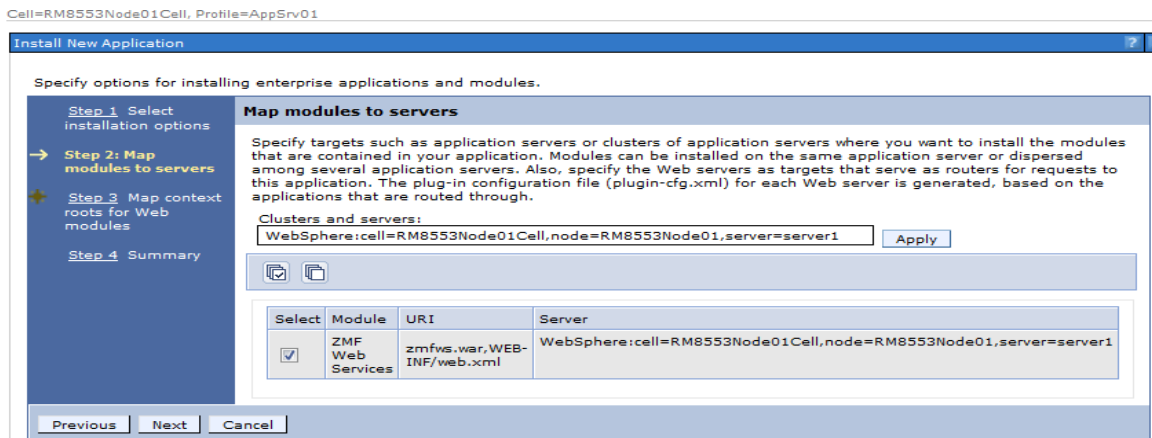 Cell=RM8553Node01Cell, Profile=AppSrv01
Install New Application
?
Specify options for installing enterprise applications and modules.
Step 1 Select
installation options
Step 2: Map
modules to servers
Step 3 Map context
roots for Web
modules
Step 4 Summary
Map modules to servers
Specify targets such as application servers or clusters of application servers where you want to install the modules
that are contained in your application. Modules can be installed on the same application server or dispersed
among several application servers. Also, specify the Web servers as targets that serve as routers for requests to
this application. The plug-in configuration file (plugin-cfg.xml) for each Web server is generated, based on the
applications that are routed through.
Clusters and servers:
WebSphere:cell=RM8553Node01Cell,node=RM8553Node01,server=server1
Apply
Select Module URI Server
ZMF
Web
Services
zmfws.war,WEB-
INF/web.xml
WebSphere:cell=RM8553Node01Cell,node=RM8553Node01,server=server1
Previous Next Cancel